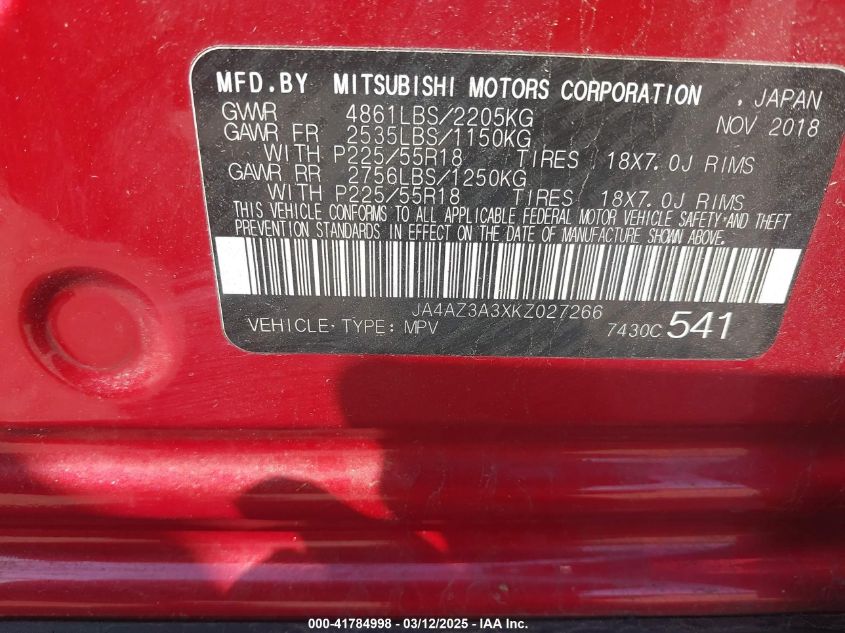 MFD.BY MITSUBISHI MOTORS CORPORATION , JAPAN
GVWR 4861LBS/2205KG NOV 2018
GAWR FR 2535LBS/1150KG
WITH P225/55R18 TIRES 18X7.0J RIMS
GAWR RR 2756LBS/1250KG
WITH P225/55R18 TIRES 18X7.0J RIMS
THIS VEHICLE CONFORMS TO ALL APPLICABLE FEDERAL MOTOR VEHICLE SAFETY AND THEFT
PREVENTION STANDARDS IN EFFECT ON THE DATE OF MANUFACTURE SHOWN ABOVE.
JA4AZ3A3XKZ027266
VEHICLE TYPE: MPV 7430C 541
000-41784998 - 03/12/2025 - IAA Inc.